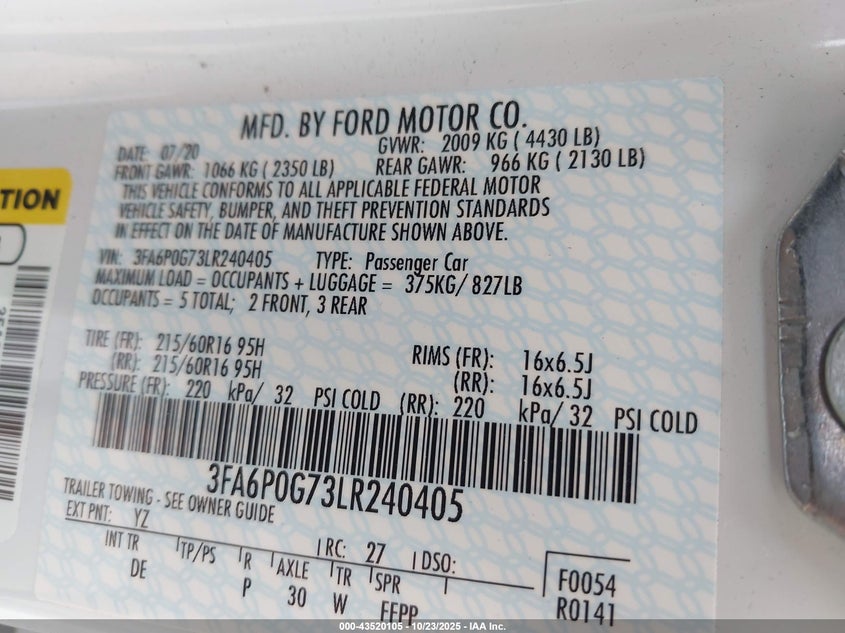 MFD. BY FORD MOTOR CO.
DATE: 07/20 GVWR: 2009 KG ( 4430 LB)
FRONT GAWR: 1066 KG ( 2350 LB) REAR GAWR: 966 KG ( 2130 LB)
THIS VEHICLE CONFORMS TO ALL APPLICABLE FEDERAL MOTOR
VEHICLE SAFETY, BUMPER, AND THEFT PREVENTION STANDARDS
IN EFFECT ON THE DATE OF MANUFACTURE SHOWN ABOVE.
VIN: 3FA6P0G73LR240405 TYPE: Passenger Car
MAXIMUM LOAD = OCCUPANTS + LUGGAGE = 375KG/ 827LB
OCCUPANTS = 5 TOTAL; 2 FRONT, 3 REAR
TIRE (FR): 215/60R16 95H RIMS (FR): 16x6.5J
(RR): 215/60R16 95H (RR): 16x6.5J
PRESSURE (FR): 220 kPa/ 32 PSI COLD (RR): 220 kPa/ 32 PSI COLD
3FA6P0G73LR240405
TRAILER TOWING - SEE OWNER GUIDE
EXT PNT: YZ RC: 27 DSO:
INT TR TP/PS R AXLE TR SPR F0054
DE P 30 W FFPP R0141
000-43520105 - 10/23/2025 - IAA Inc.